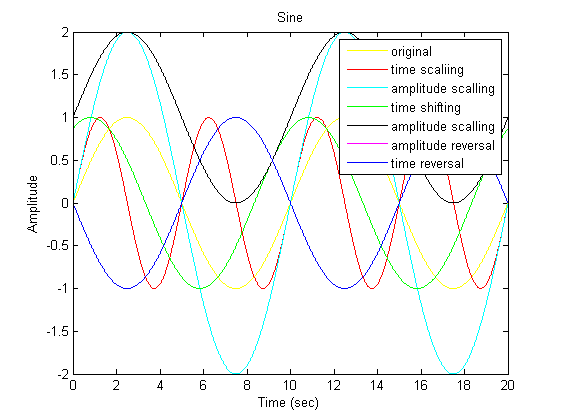 Sine
2
1.5
1
0.5
0
-0.5
-1
-1.5
-2
Amplitude
original
time scaliing
amplitude scalling
time shifting
amplitude scalling
amplitude reversal
time reversal
0 2 4 6 8 10 12 14 16 18 20
Time (sec)